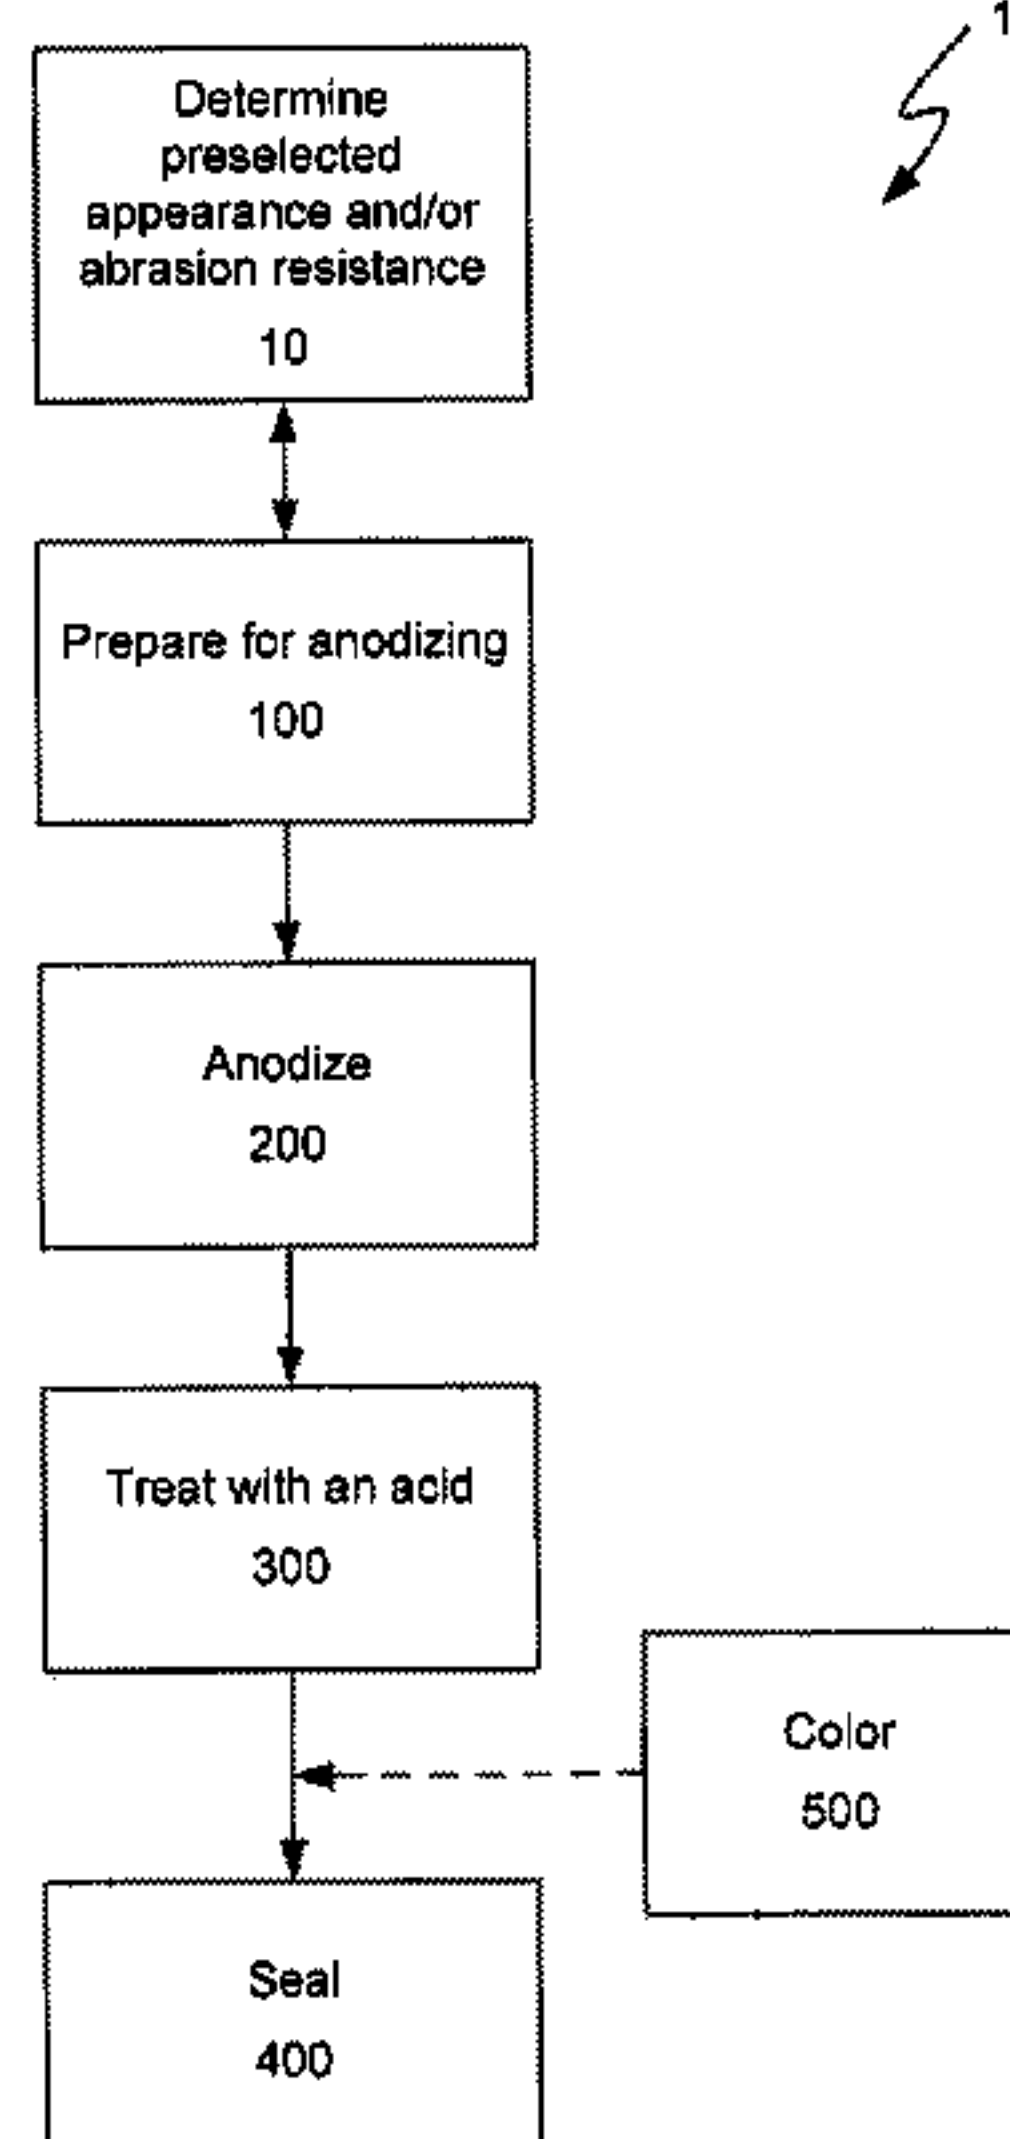 1
Determine
preselected
appearance and/or
abrasion resistance
10
Prepare for anodizing
100
Anodize
200
Treat with an acid
300
Color
500
Seal
400